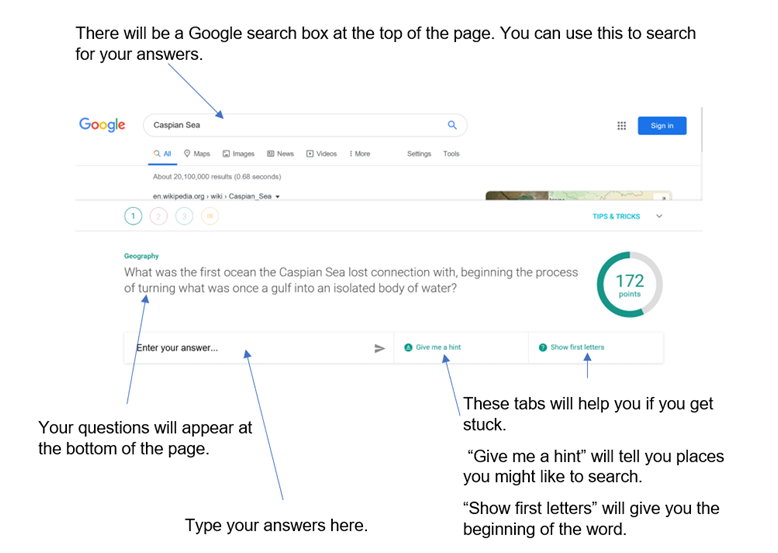 There will be a Google search box at the top of the page. You can use this to search
for your answers.
Google
Caspian Sea
Sign in
All Maps Images News Videos More Settings Tools
About 20,100,000 results (0.68 seconds)
en.wikipedia.org › wiki › Caspian_Sea
1 2 3
TIPS & TRICKS
Geography
What was the first ocean the Caspian Sea lost connection with, beginning the process
of turning what was once a gulf into an isolated body of water?
172
points
Enter your answer...
Give me a hint
Show first letters
Your questions will appear at
the bottom of the page.
These tabs will help you if you get
stuck.
“Give me a hint” will tell you places
you might like to search.
“Show first letters” will give you the
beginning of the word.
Type your answers here.